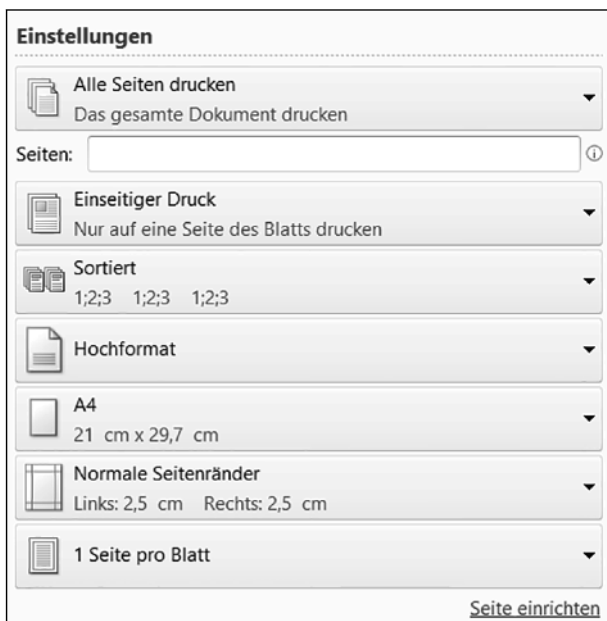 Einstellungen
Alle Seiten drucken
Das gesamte Dokument drucken
Seiten:
Einseitiger Druck
Nur auf eine Seite des Blatts drucken
Sortiert
1;2;3 1;2;3 1;2;3
Hochformat
A4
21 cm x 29,7 cm
Normale Seitenränder
Links: 2,5 cm Rechts: 2,5 cm
1 Seite pro Blatt
Seite einrichten